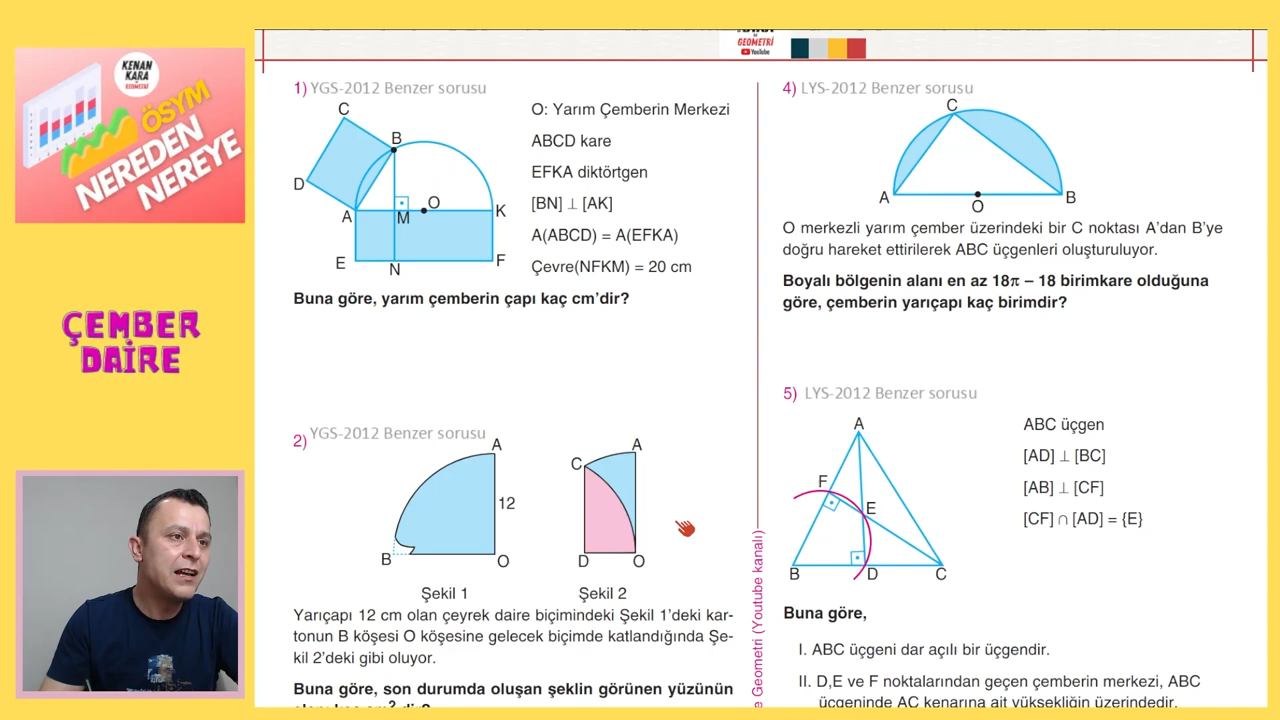 KENAN
KARA
GEOMETRİ
ÖSYM
NEREDEN
NEREYE
ÇEMBER
DAİRE
GEOMETRİ
YouTube
1) YGS-2012 Benzer sorusu
C
B
D
A
M
O
K
E
N
F
O: Yarım Çemberin Merkezi
ABCD kare
EFKA diktörtgen
[BN] ⊥ [AK]
A(ABCD) = A(EFKA)
Çevre(NFKM) = 20 cm
Buna göre, yarım çemberin çapı kaç cm'dir?
2) YGS-2012 Benzer sorusu
A
12
B
O
Şekil 1
A
C
D
O
Şekil 2
Yarıçapı 12 cm olan çeyrek daire biçimindeki Şekil 1'deki kar-
tonun B köşesi O köşesine gelecek biçimde katlandığında Şe-
kil 2'deki gibi oluyor.
Buna göre, son durumda oluşan şeklin görünen yüzünün
alanı kaç cm² dir?
e Geometri (Youtube kanalı)
4) LYS-2012 Benzer sorusu
C
A
O
B
O merkezli yarım çember üzerindeki bir C noktası A'dan B'ye
doğru hareket ettirilerek ABC üçgenleri oluşturuluyor.
Boyalı bölgenin alanı en az 18π – 18 birimkare olduğuna
göre, çemberin yarıçapı kaç birimdir?
5) LYS-2012 Benzer sorusu
A
F
E
B
D
C
ABC üçgen
[AD] ⊥ [BC]
[AB] ⊥ [CF]
[CF] ∩ [AD] = {E}
Buna göre,
I. ABC üçgeni dar açılı bir üçgendir.
II. D,E ve F noktalarından geçen çemberin merkezi, ABC
üçgeninde AC kenarına ait yüksekliğin üzerindedir.